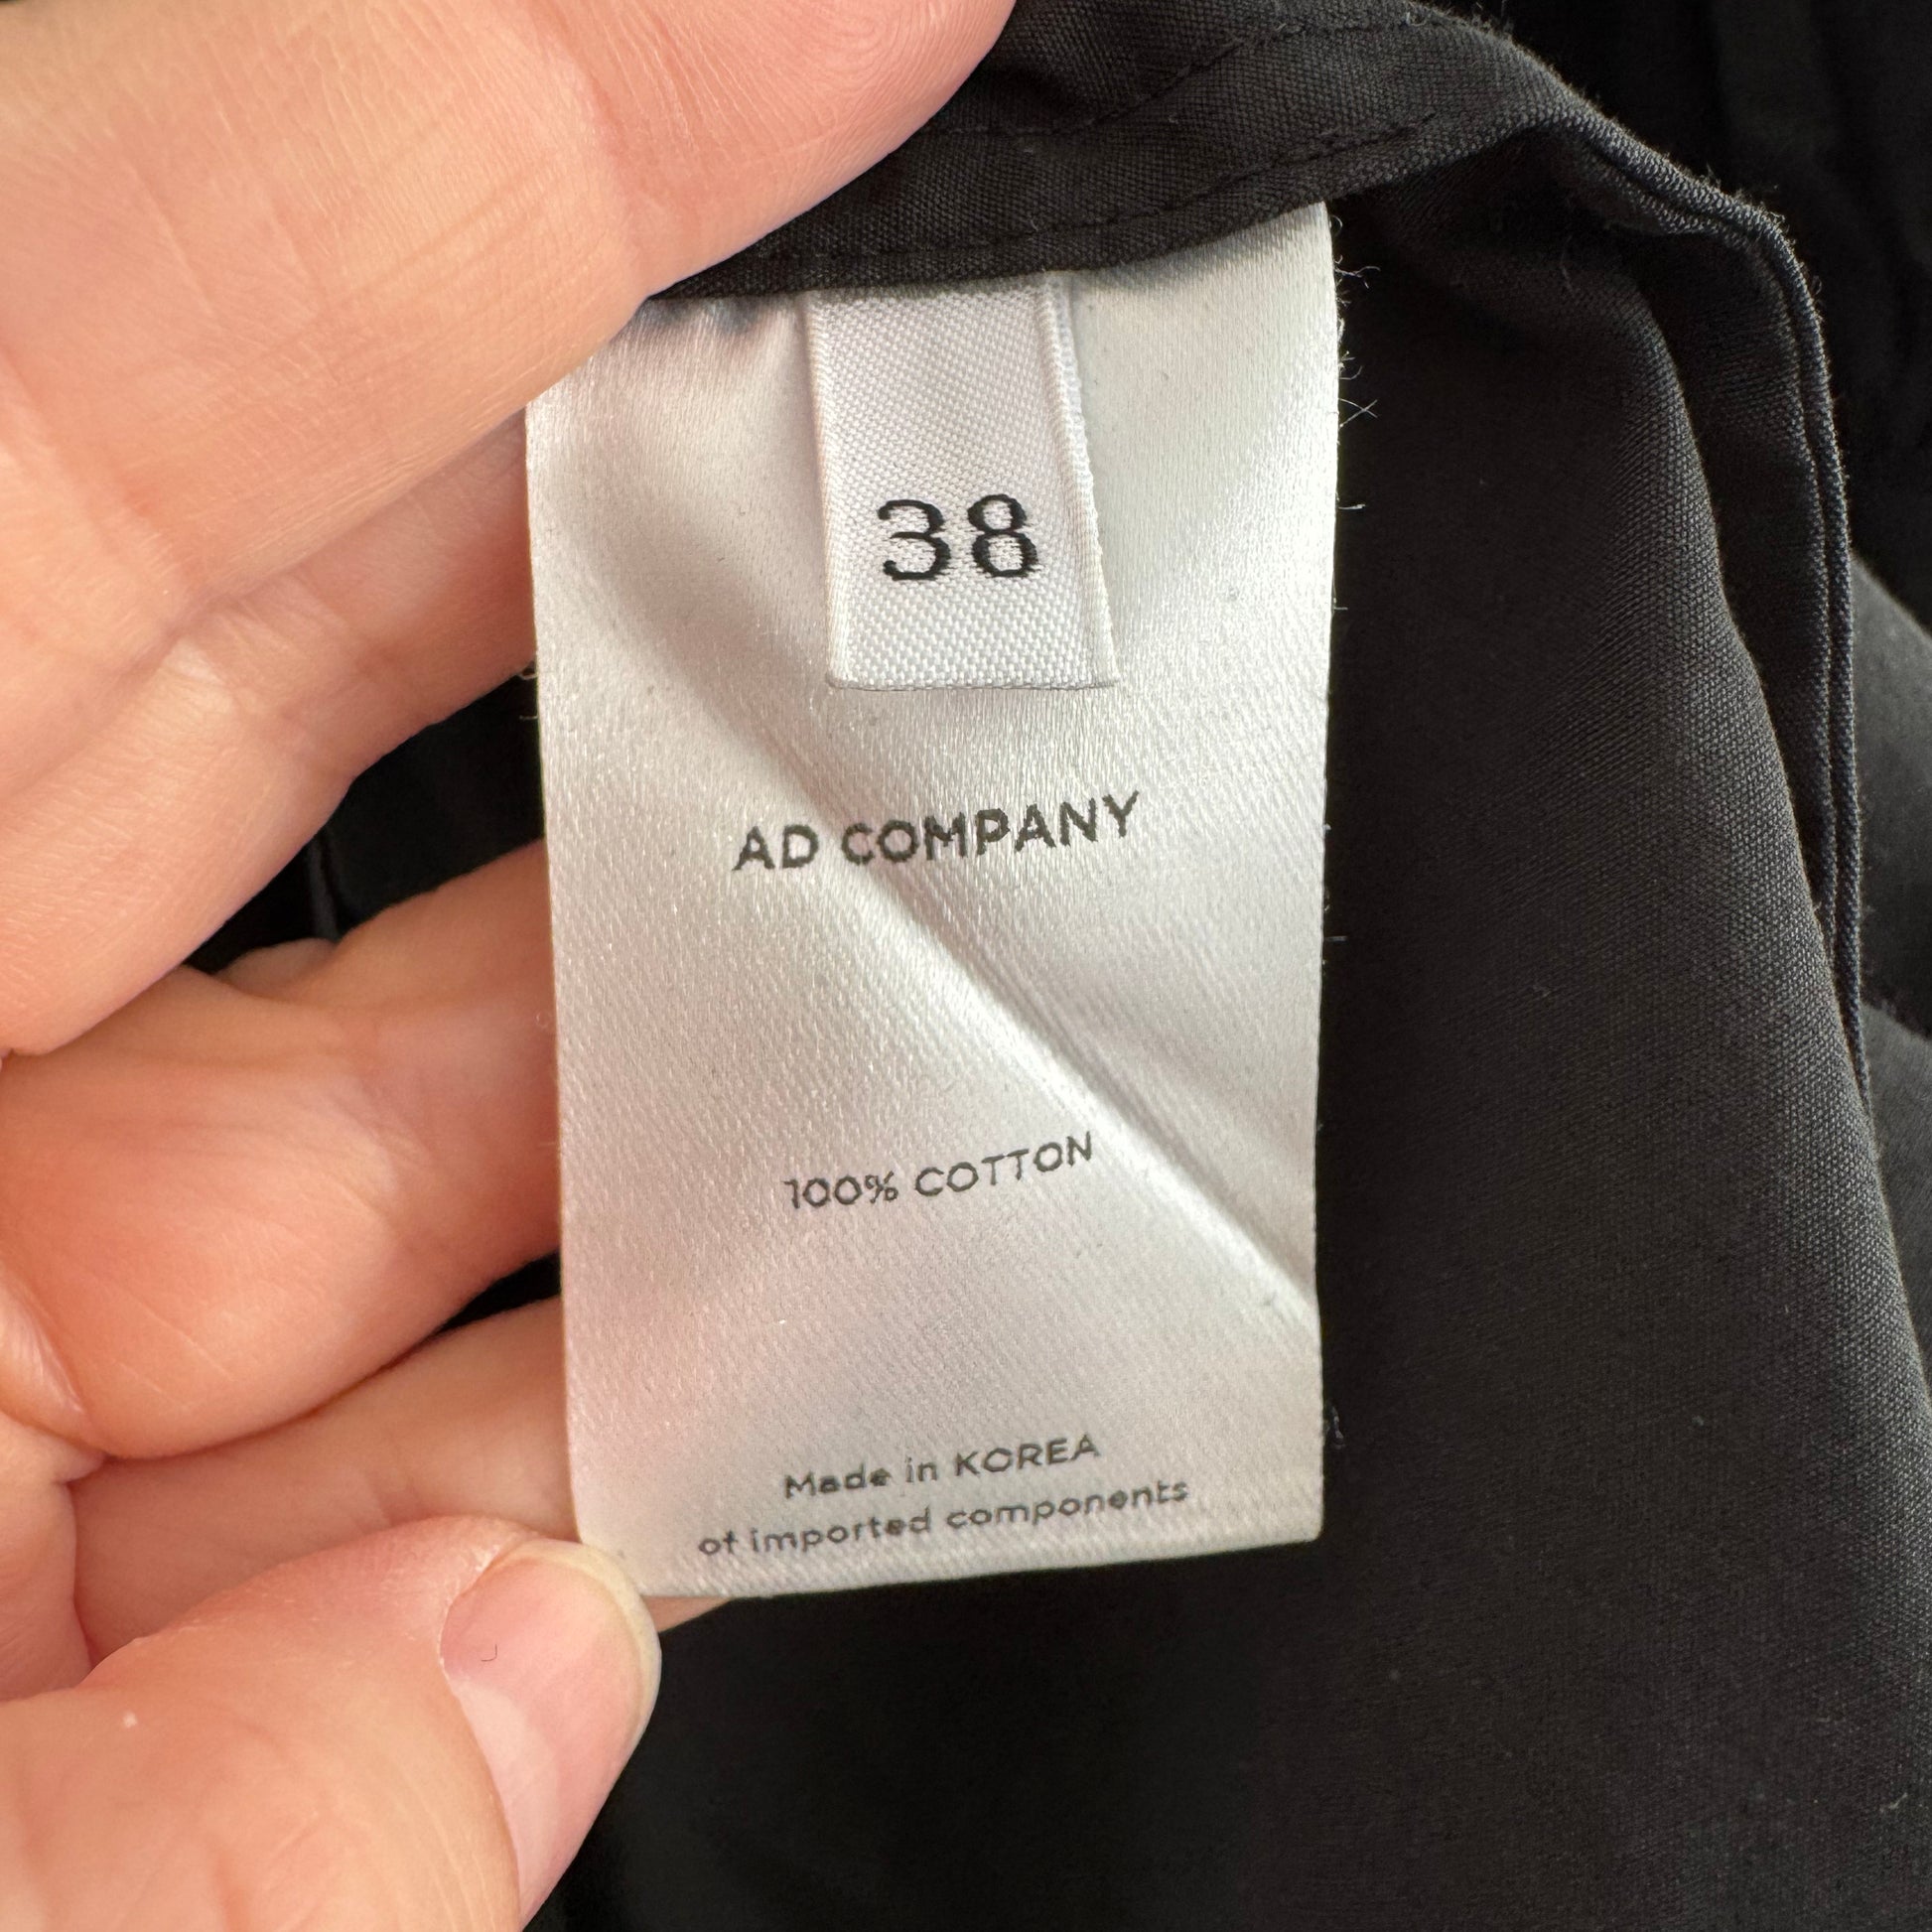 38
AD COMPANY
100% COTTON
Made in KOREA
of imported components